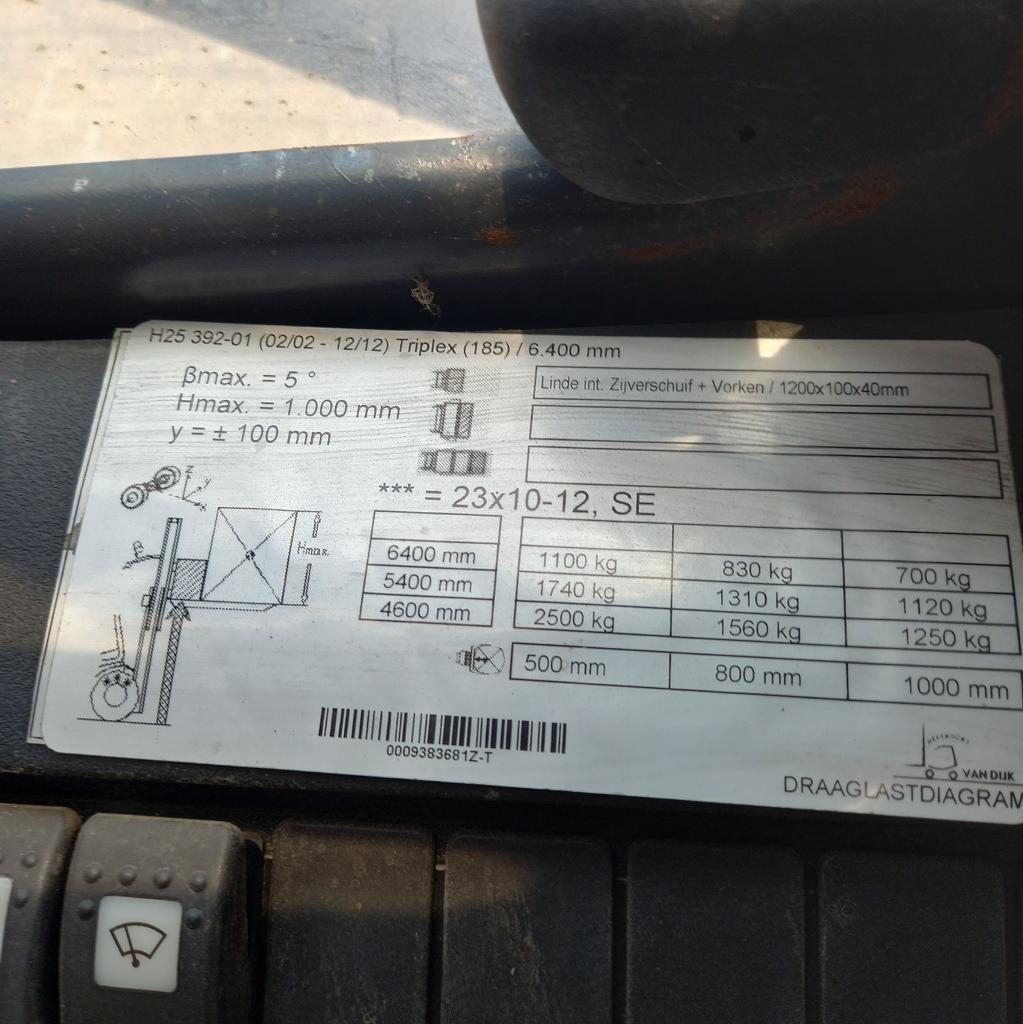 H25 392-01 (02/02 - 12/12) Triplex (185) / 6.400 mm
βmax. = 5 °
Hmax. = 1.000 mm
y = ± 100 mm
Linde int. Zijverschuif + Vorken / 1200x100x40mm
*** = 23x10-12, SE
z
y
x
Hmax.
6400 mm 1100 kg 830 kg 700 kg
5400 mm 1740 kg 1310 kg 1120 kg
4600 mm 2500 kg 1560 kg 1250 kg
500 mm 800 mm 1000 mm
***
0009383681Z-T
HEFTRUCKS
VAN DIJK
DRAAGLASTDIAGRAM